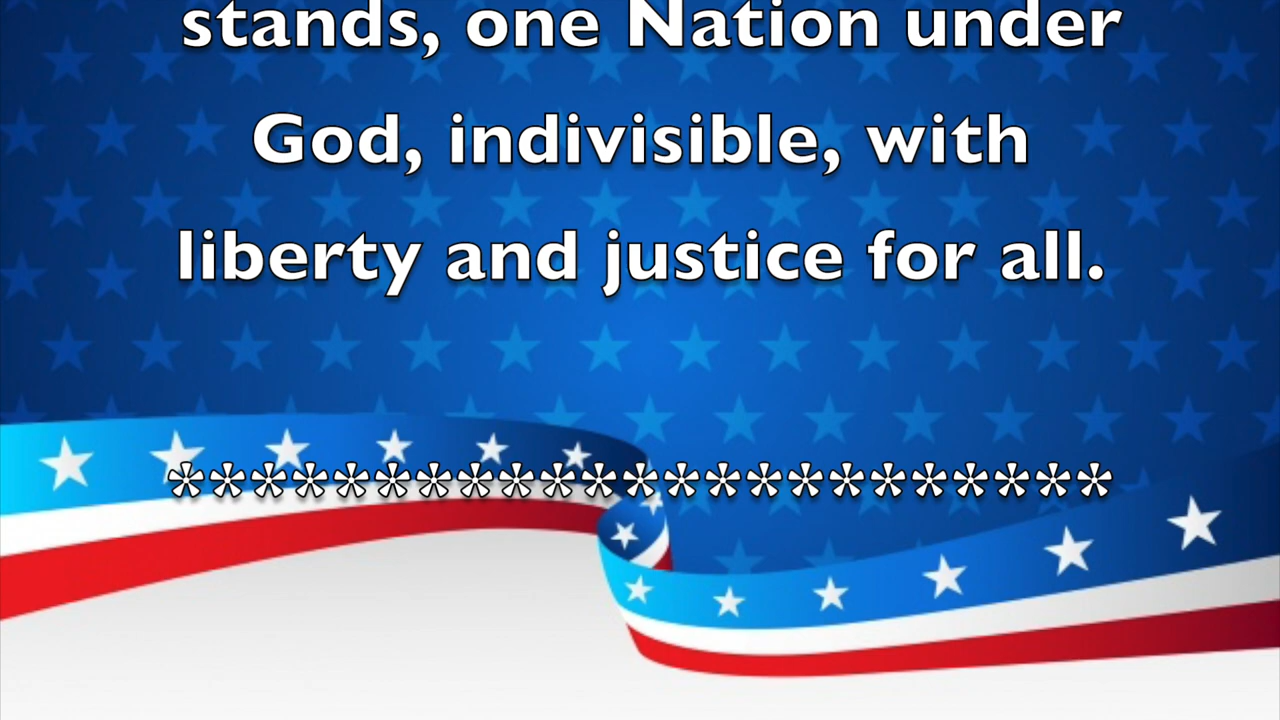 stands, one Nation under
God, indivisible, with
liberty and justice for all.
***********************